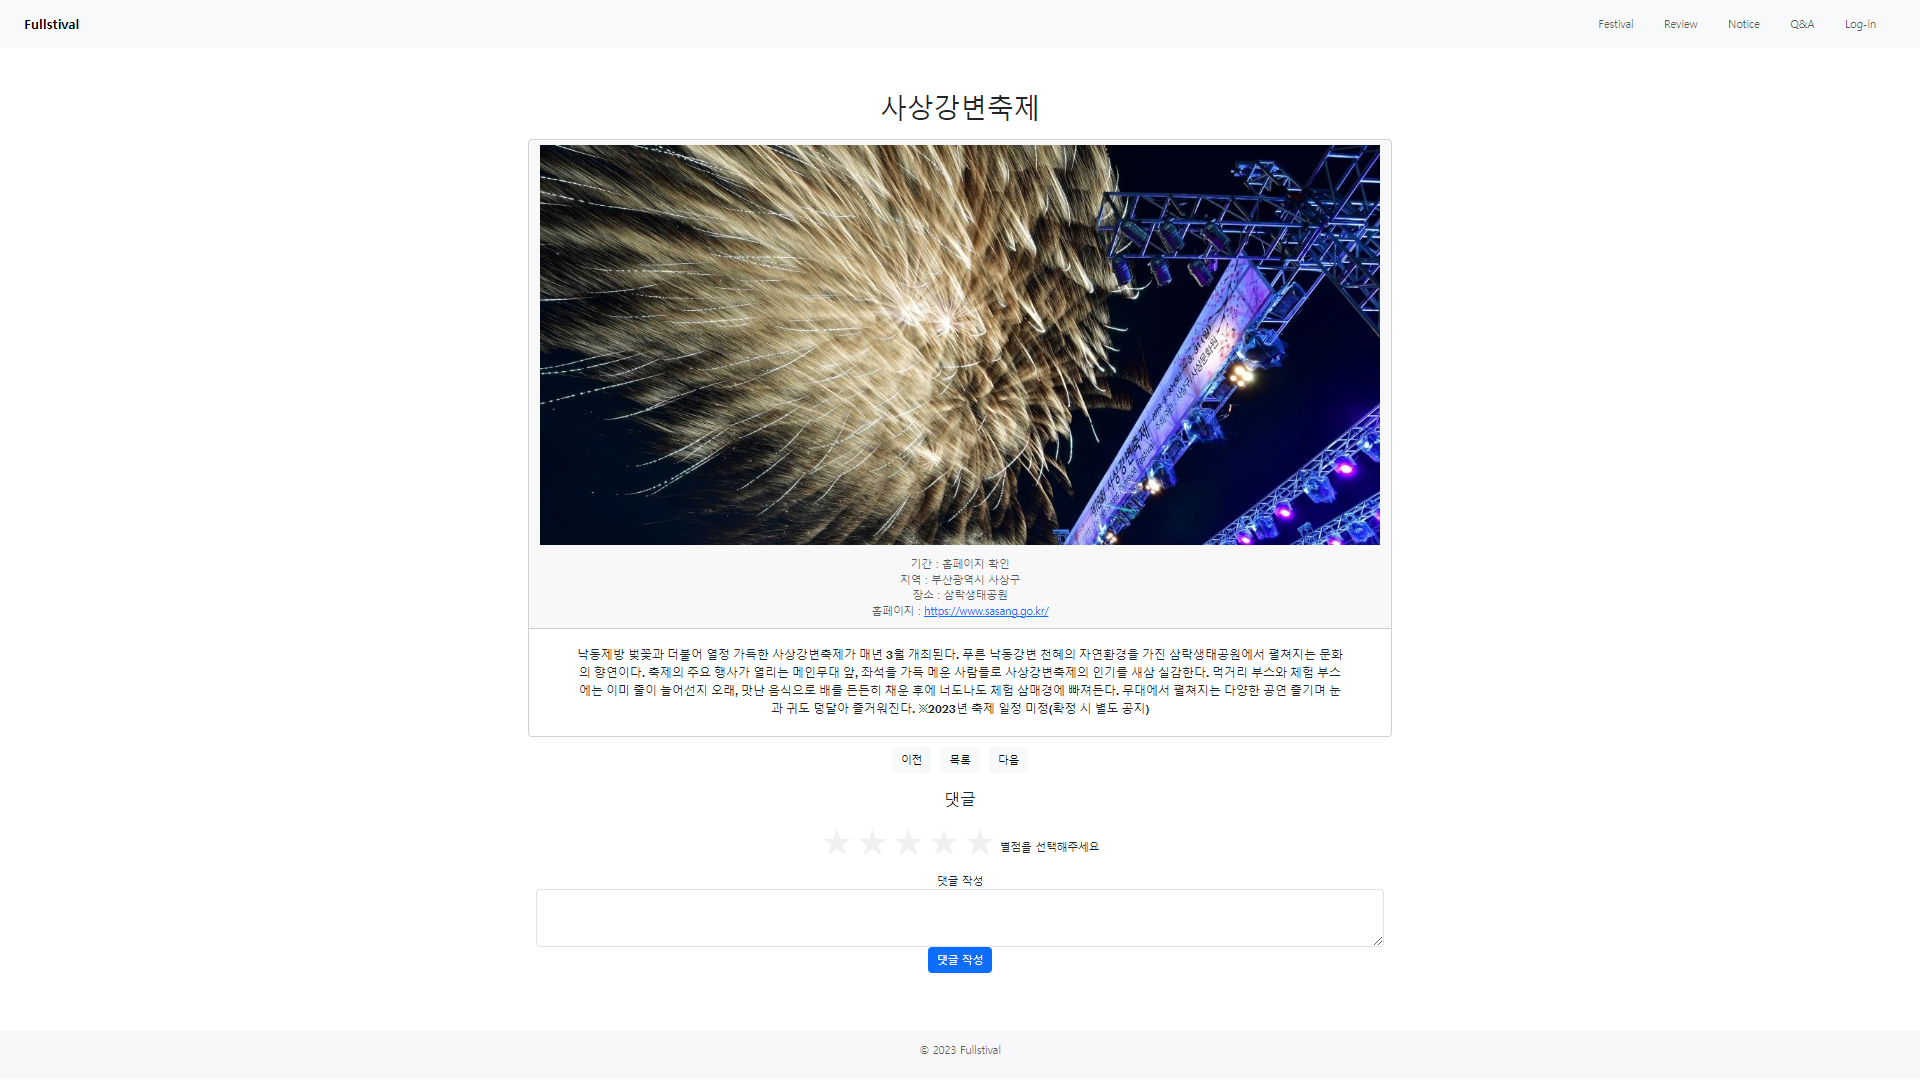 Fullstival
Festival
Review
Notice
Q&A
Log-in
사상강변축제
사상강변축제
기간 : 홈페이지 확인
지역 : 부산광역시 사상구
장소 : 삼락생태공원
홈페이지 : https://www.sasang.go.kr/
낙동제방 벚꽃과 더불어 열정 가득한 사상강변축제가 매년 3월 개최된다. 푸른 낙동강변 천혜의 자연환경을 가진 삼락생태공원에서 펼쳐지는 문화
의 향연이다. 축제의 주요 행사가 열리는 메인무대 앞, 좌석을 가득 메운 사람들로 사상강변축제의 인기를 새삼 실감한다. 먹거리 부스와 체험 부스
에는 이미 줄이 늘어선지 오래, 맛난 음식으로 배를 든든히 채운 후에 너도나도 체험 삼매경에 빠져든다. 무대에서 펼쳐지는 다양한 공연 즐기며 눈
과 귀도 덩달아 즐거워진다. ※2023년 축제 일정 미정(확정 시 별도 공지)
이전
목록
다음
댓글
★ ★ ★ ★ ★ 별점을 선택해주세요
댓글 작성
댓글 작성
© 2023 Fullstival